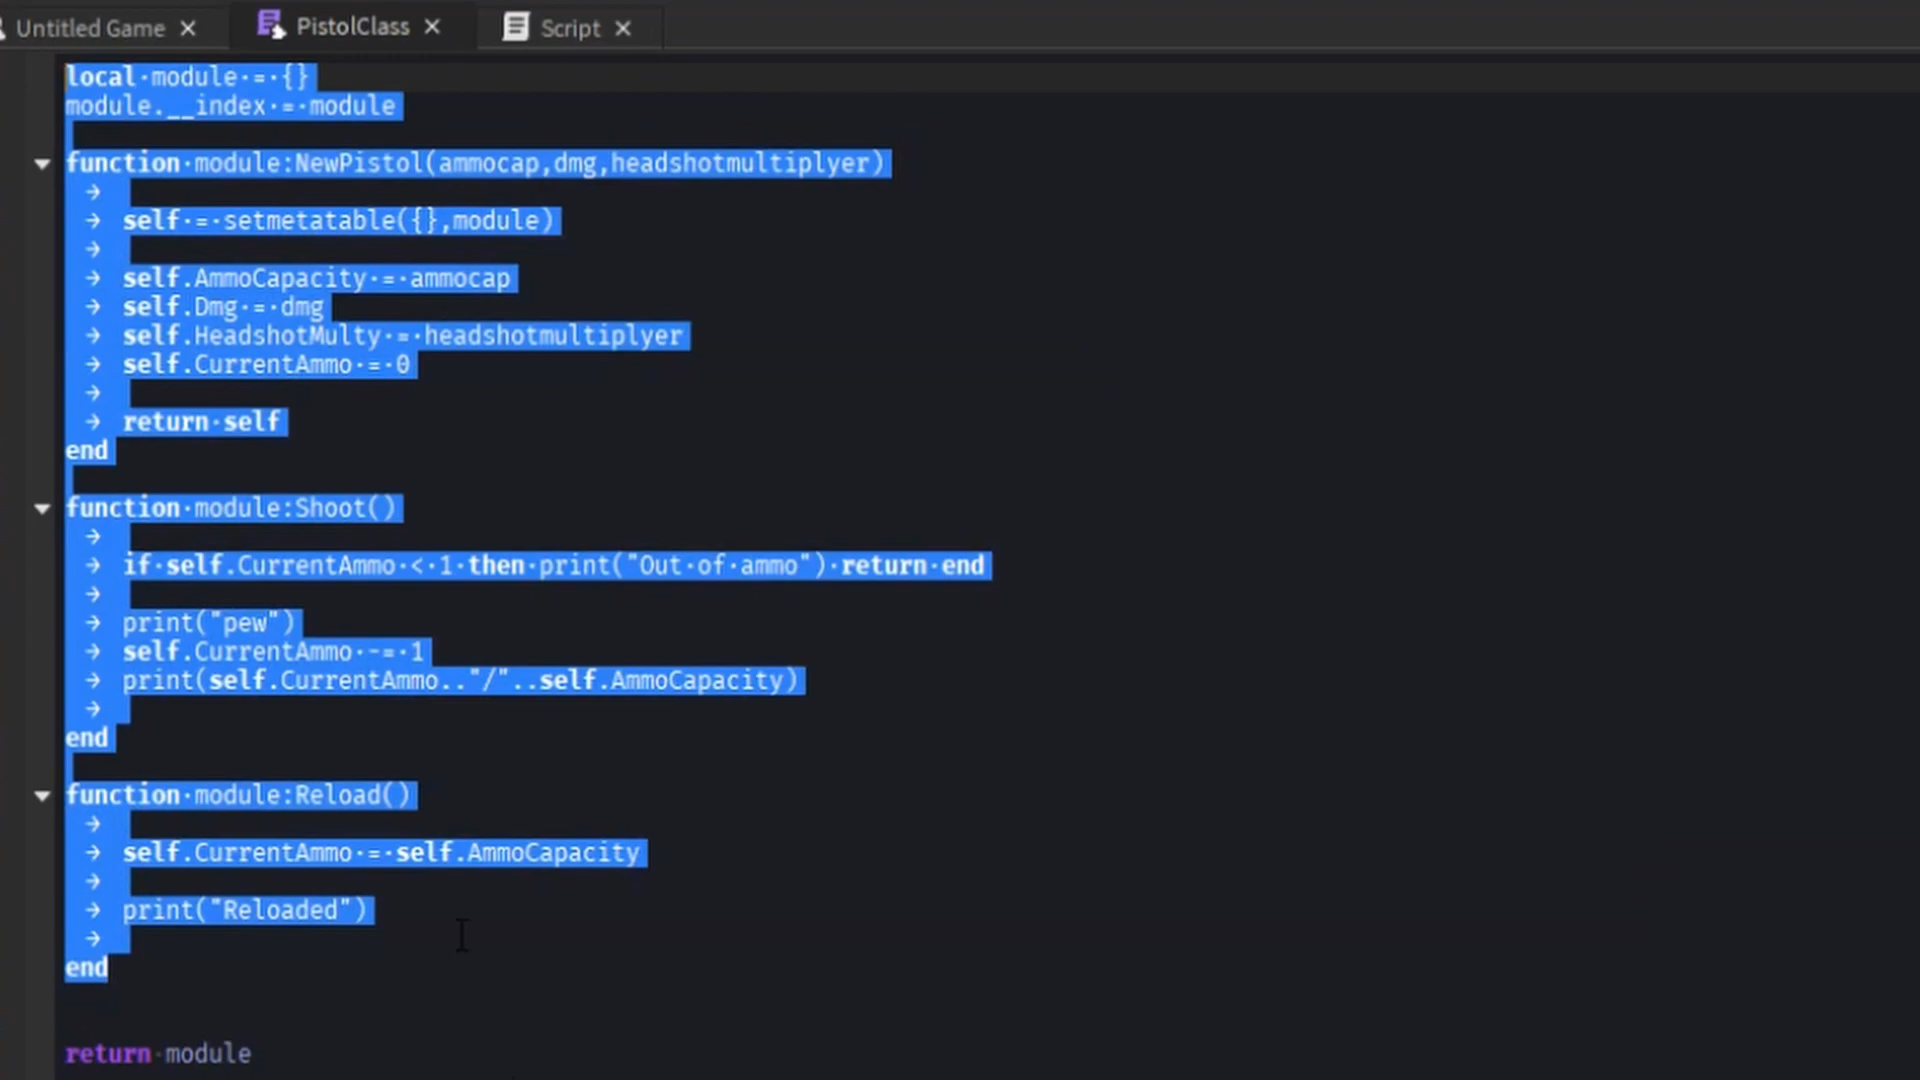 Untitled Game PistolClass Script
local module = {}
module.__index = module
function module:NewPistol(ammocap,dmg,headshotmultiplyer)
self = setmetatable({},module)
self.AmmoCapacity = ammocap
self.Dmg = dmg
self.HeadshotMulty = headshotmultiplyer
self.CurrentAmmo = 0
return self
end
function module:Shoot()
if self.CurrentAmmo < 1 then print("Out of ammo") return end
print("pew")
self.CurrentAmmo -= 1
print(self.CurrentAmmo.."/"..self.AmmoCapacity)
end
function module:Reload()
self.CurrentAmmo = self.AmmoCapacity
print("Reloaded")
end
return module